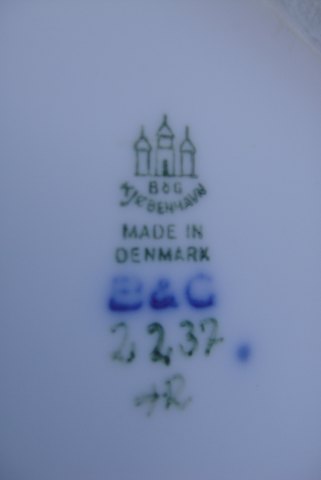 B&G
KJØBENHAVN
MADE IN
DENMARK
B&G
2237